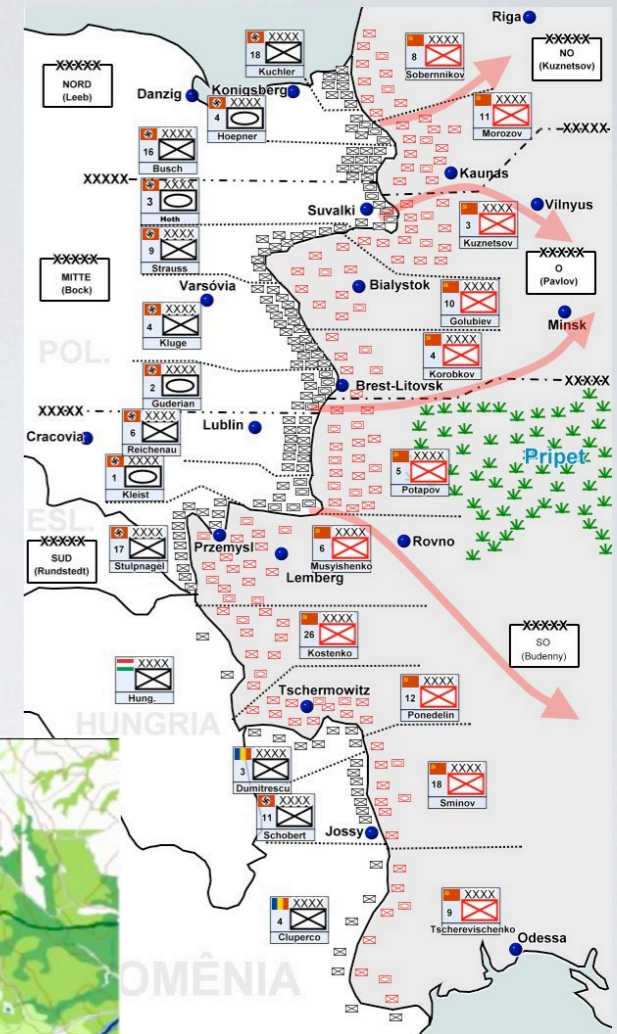 Riga
XXXX
18
Kuchler
XXXX
8
Sobernnikov
XXXXX
NO
(Kuznetsov)
XXXXX
NORD
(Leeb)
Danzig
Konigsberg
XXXX
4
Hoepner
XXXX
11
Morozov
XXXXX
XXXX
16
Busch
XXXXX
Kaunas
XXXX
3
Hoth
Suvalki
XXXX
3
Kuznetsov
Vilnyus
XXXX
9
Strauss
XXXXX
O
(Pavlov)
XXXXX
MITTE
(Bock)
Varsóvia
Bialystok
XXXX
10
Golubiev
Minsk
XXXX
4
Kluge
POL.
XXXX
4
Korobkov
XXXX
2
Guderian
Brest-Litovsk
XXXXX
XXXXX
Cracovia
XXXX
6
Reichenau
Lublin
Pripet
XXXX
5
Potapov
XXXX
1
Kleist
ESL.
XXXXX
SUD
(Rundstedt)
XXXX
17
Stulpnagel
Przemysl
Lemberg
XXXX
6
Musyishenko
Rovno
XXXX
26
Kostenko
XXXXX
SO
(Budenny)
XXXX
Hung.
HUNGRIA
Tschermowitz
XXXX
12
Ponedelin
XXXX
3
Dumitrescu
XXXX
18
Sminov
XXXX
11
Schobert
Jossy
XXXX
4
Cluperco
XXXX
9
Tscherevischenko
Odessa
OMÊNIA